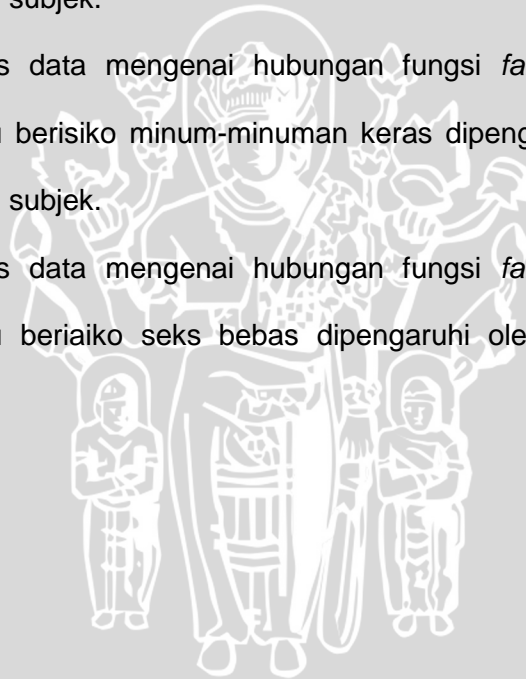 subjek.
s data mengenai hubungan fungsi fa
u berisiko minum-minuman keras dipeng
subjek.
s data mengenai hubungan fungsi fa
u beriaiko seks bebas dipengaruhi ole